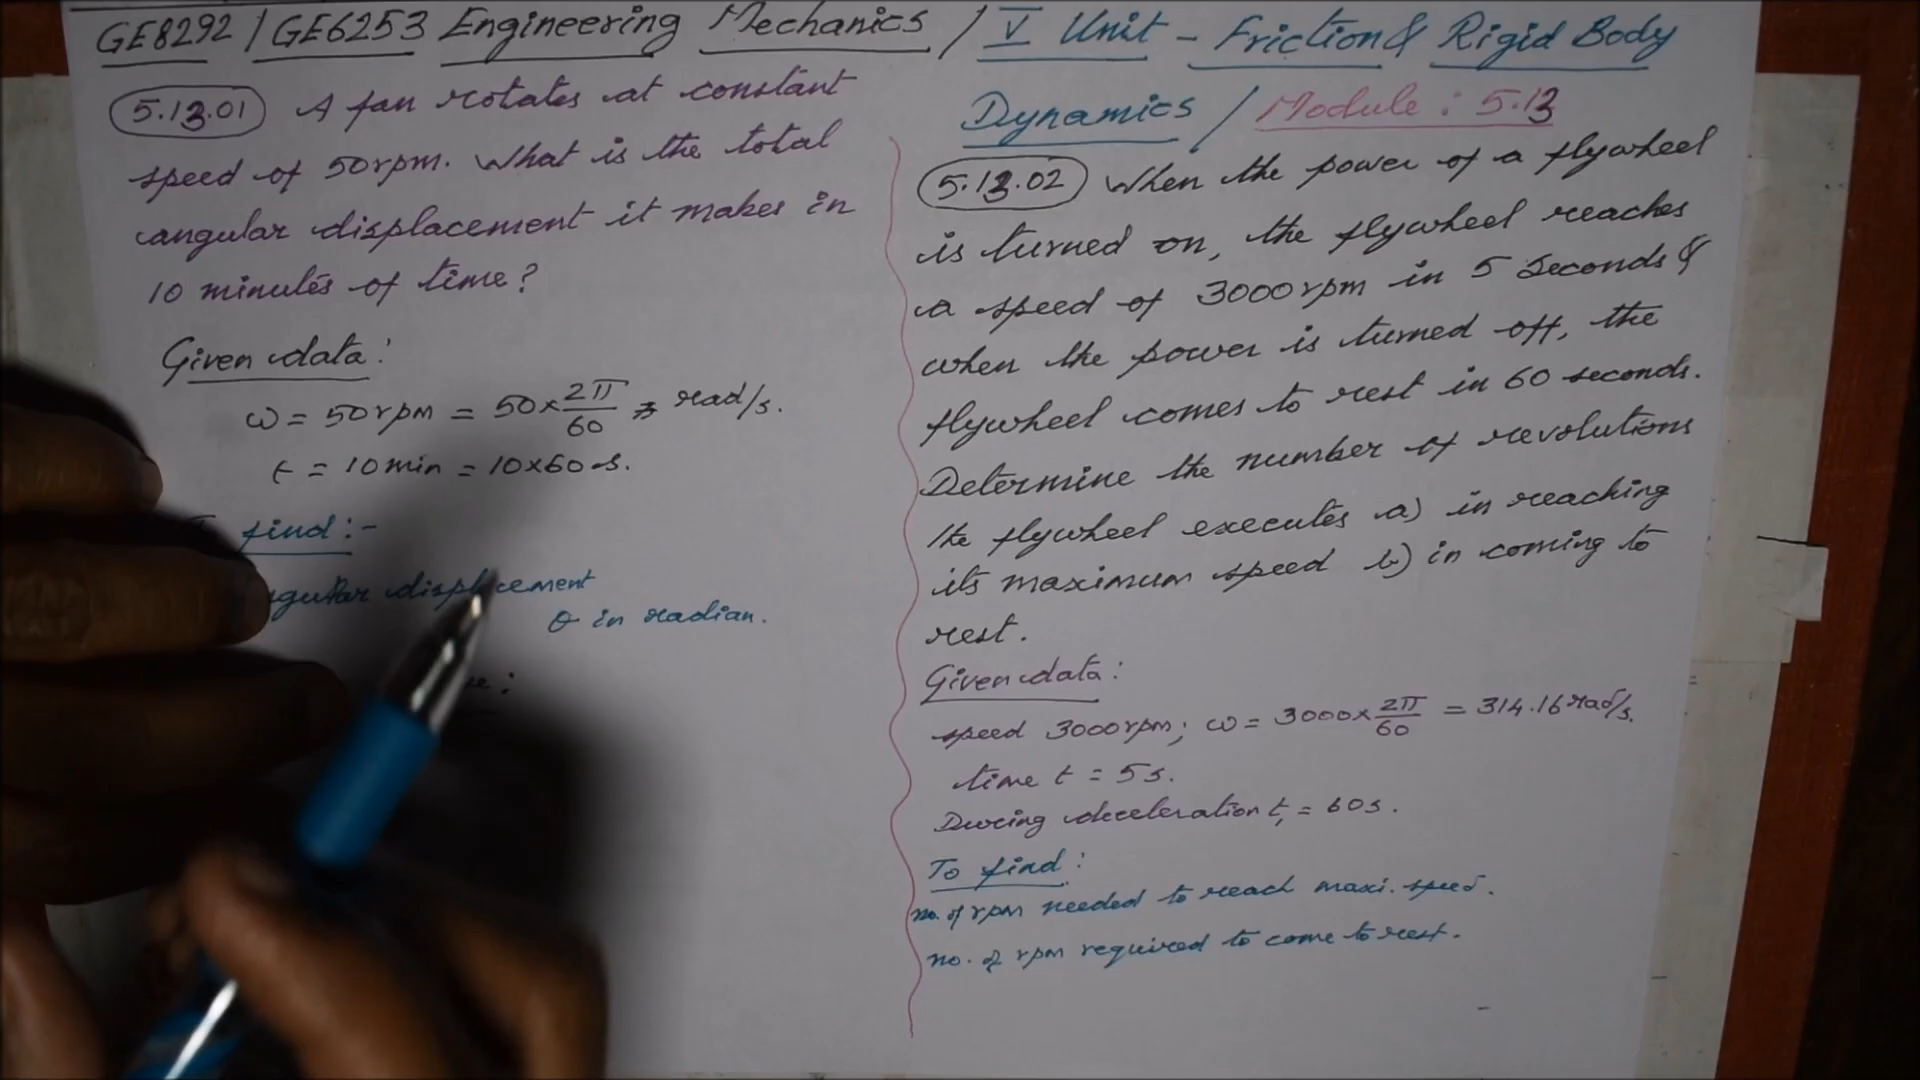 GE8292 / GE6253 Engineering Mechanics / V Unit - Friction & Rigid Body
Dynamics / Module : 5.13
5.13.01 A fan rotates at constant
speed of 50rpm. What is the total
angular displacement it makes in
10 minutes of time?
Given data:
ω = 50rpm = 50 × 2π/60 = rad/s.
t = 10min = 10×60 s.
find :-
displacement
θ in radian.
5.13.02 When the power of a flywheel
is turned on, the flywheel reaches
a speed of 3000rpm in 5 seconds &
when the power is turned off, the
flywheel comes to rest in 60 seconds.
Determine the number of revolutions
the flywheel executes a) in reaching
its maximum speed b) in coming to
rest.
Given data:
speed 3000rpm; ω = 3000 × 2π/60 = 314.16 rad/s.
time t = 5s.
During deceleration t, = 60s.
To find:
no. of rpm needed to reach maxi. speed.
no. of rpm required to come to rest.